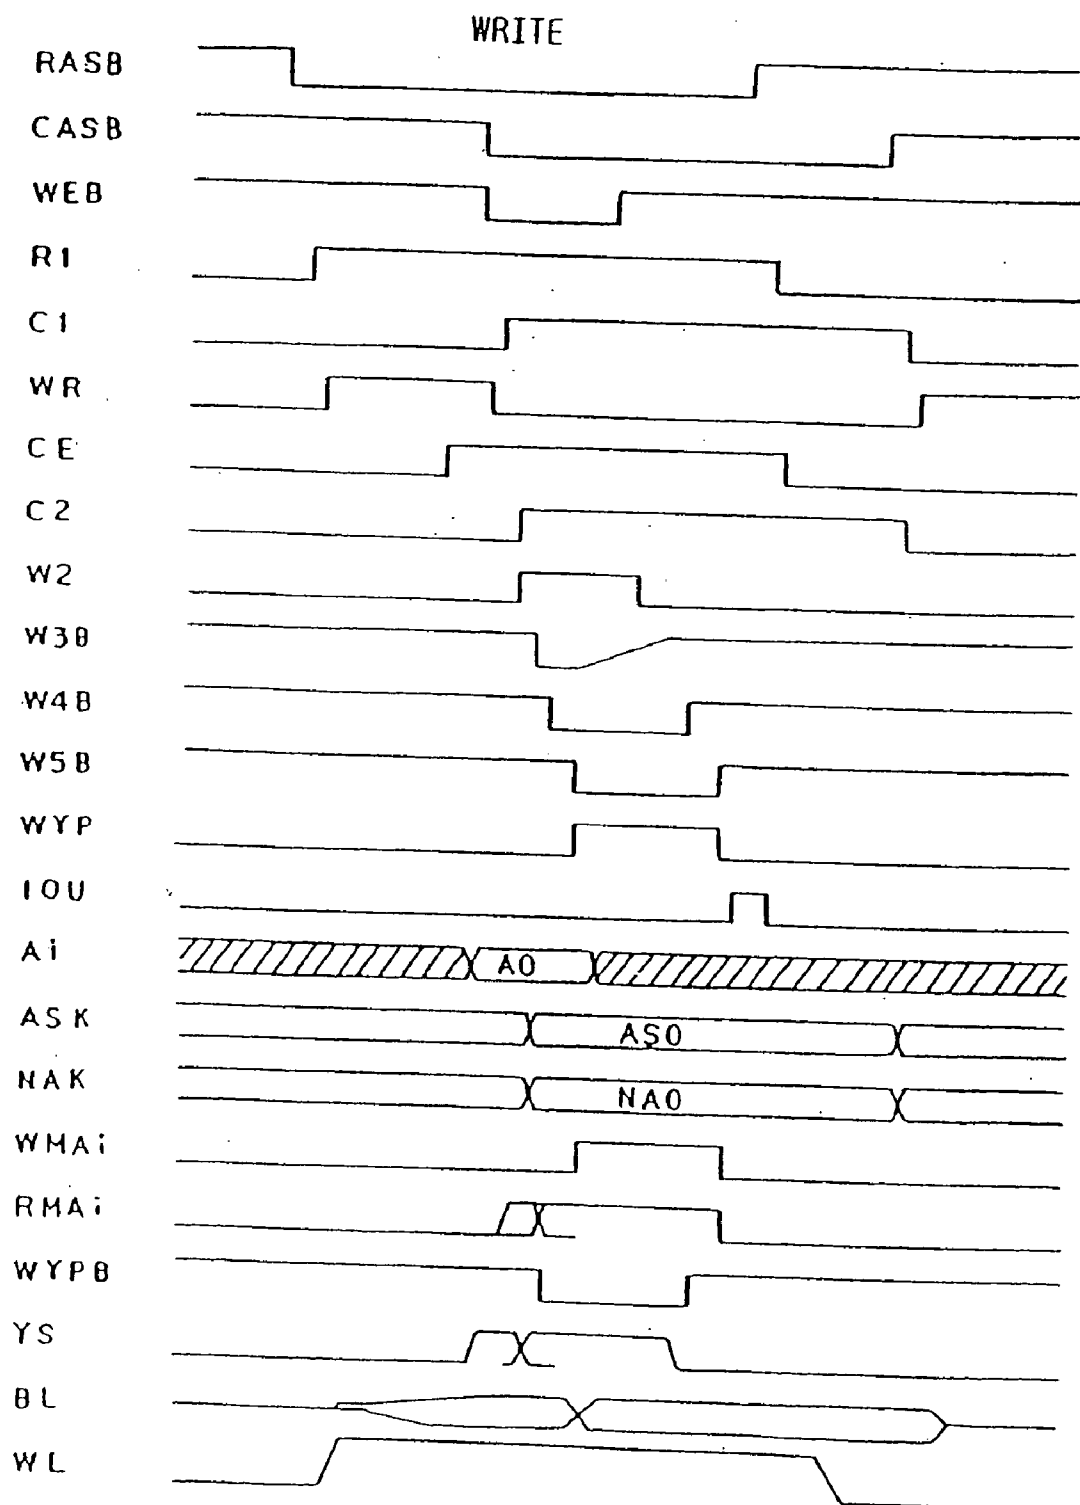 WRITE
RASB
CASB
WEB
R1
C1
WR
CE
C2
W2
W3B
W4B
W5B
WYP
IOU
Ai
A0
ASK
AS0
NAK
NA0
WMAi
RMAi
WYPB
YS
BL
WL